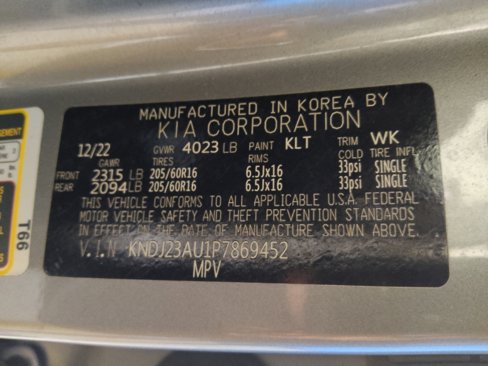 MANUFACTURED IN KOREA BY
KIA CORPORATION
12/22 GVWR 4023 LB PAINT KLT TRIM WK
GAWR TIRES RIMS COLD TIRE INFL
FRONT 2315 LB 205/60R16 6.5Jx16 33psi SINGLE
REAR 2094 LB 205/60R16 6.5Jx16 33psi SINGLE
THIS VEHICLE CONFORMS TO ALL APPLICABLE U.S.A. FEDERAL
MOTOR VEHICLE SAFETY AND THEFT PREVENTION STANDARDS
IN EFFECT ON THE DATE OF MANUFACTURE SHOWN ABOVE.
V.I.N KNDJ23AU1P7869452
MPV
T66